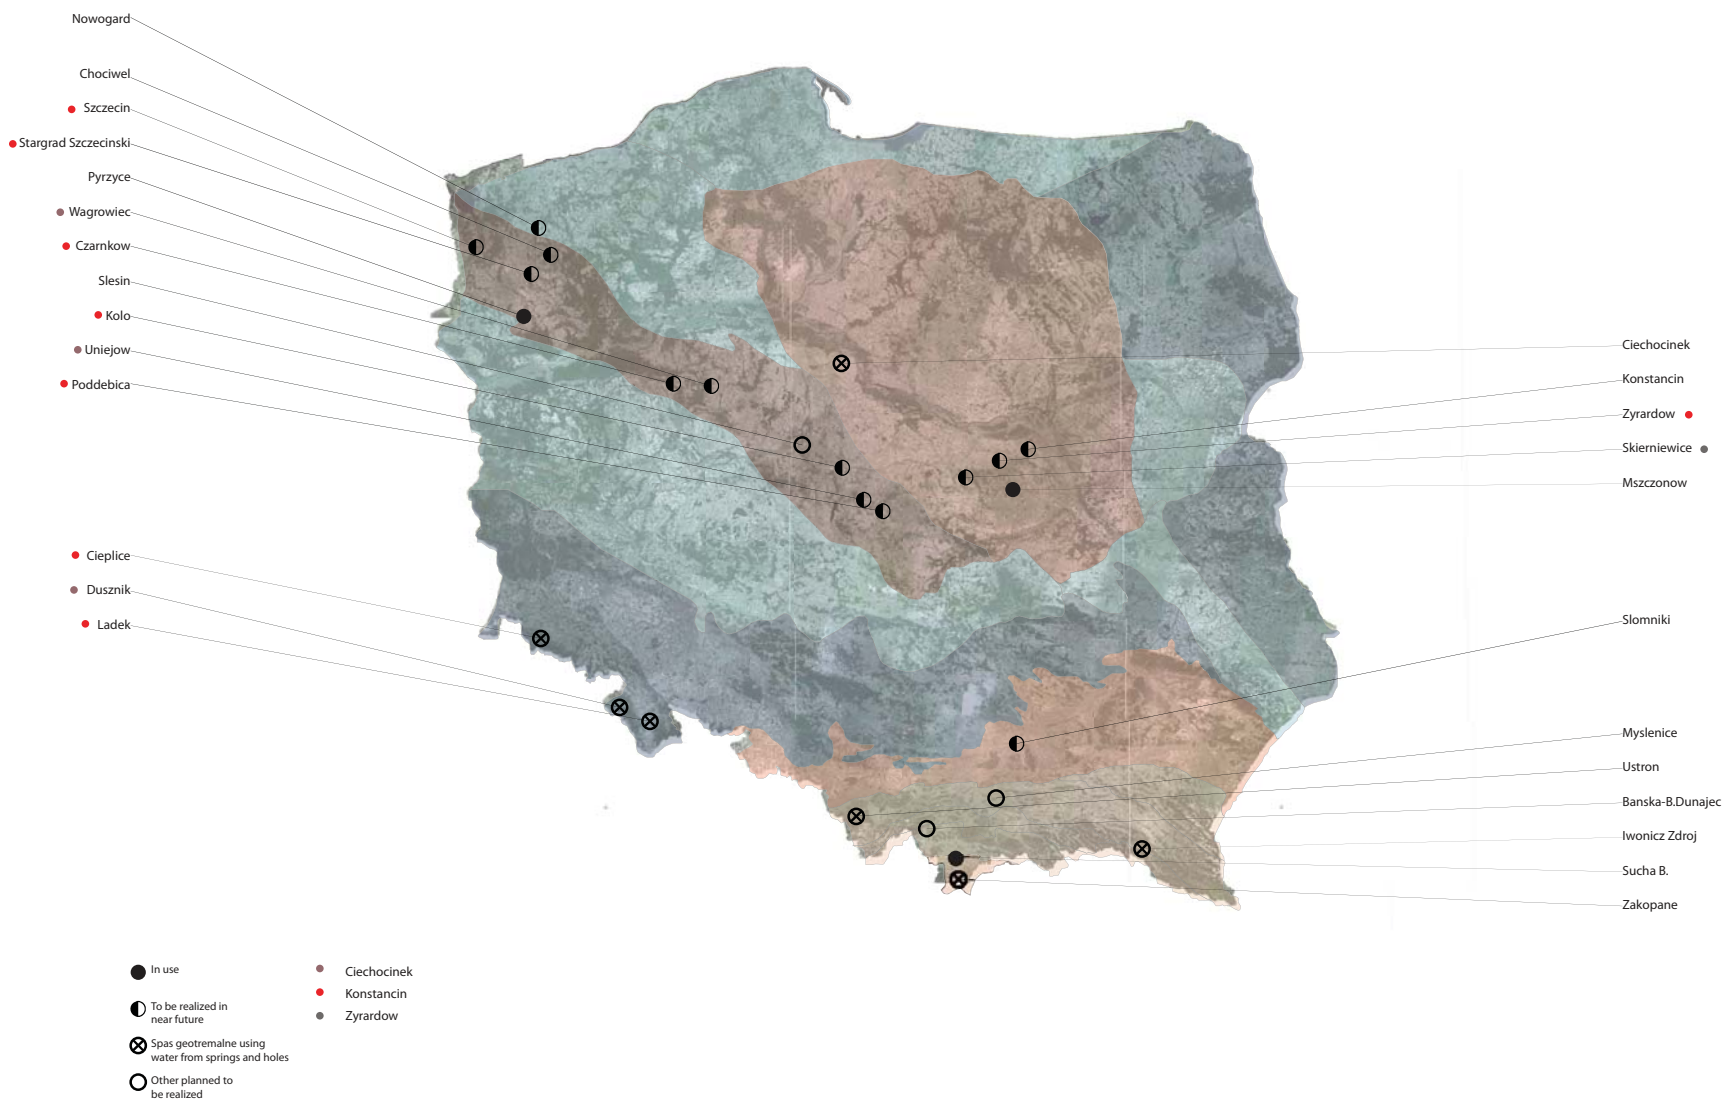 Nowogard
Chociwel
Szczecin
Stargrad Szczecinski
Pyrzyce
Wagrowiec
Czarnkow
Slesin
Kolo
Uniejow
Poddebica
Cieplice
Dusznik
Ladek
Ciechocinek
Konstancin
Zyrardow
Skierniewice
Mszczonow
Slomniki
Myslenice
Ustron
Banska-B.Dunajec
Iwonicz Zdroj
Sucha B.
Zakopane
In use
To be realized in
near future
Spas geotremalne using
water from springs and holes
Other planned to
be realized
Ciechocinek
Konstancin
Zyrardow